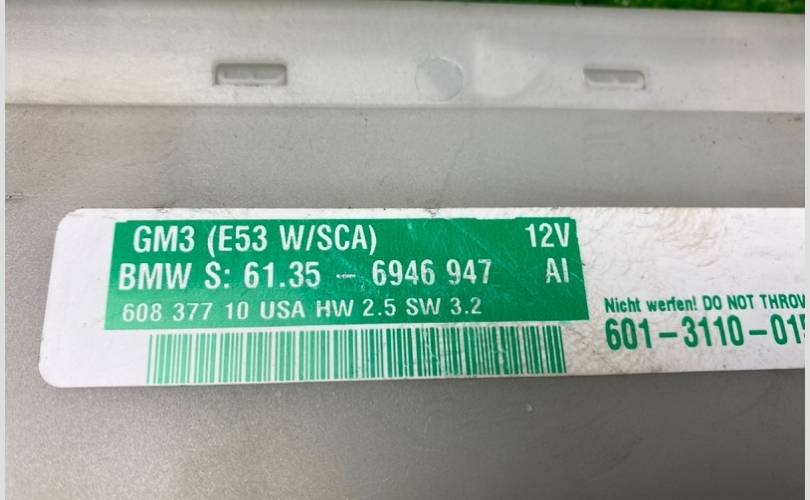 GM3 (E53 W/SCA) 12V
BMW S: 61.35 -- 6946 947 AI
608 377 10 USA HW 2.5 SW 3.2
Nicht werfen! DO NOT THROW
601-3110-01